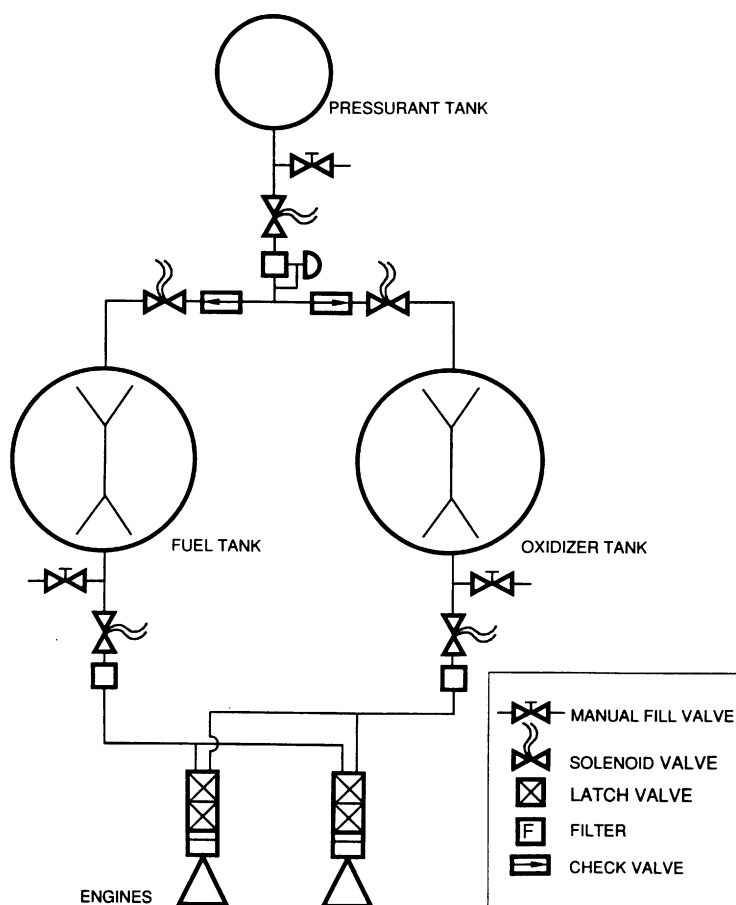 PRESSURANT TANK
FUEL TANK
OXIDIZER TANK
MANUAL FILL VALVE
SOLENOID VALVE
LATCH VALVE
F
FILTER
CHECK VALVE
ENGINES